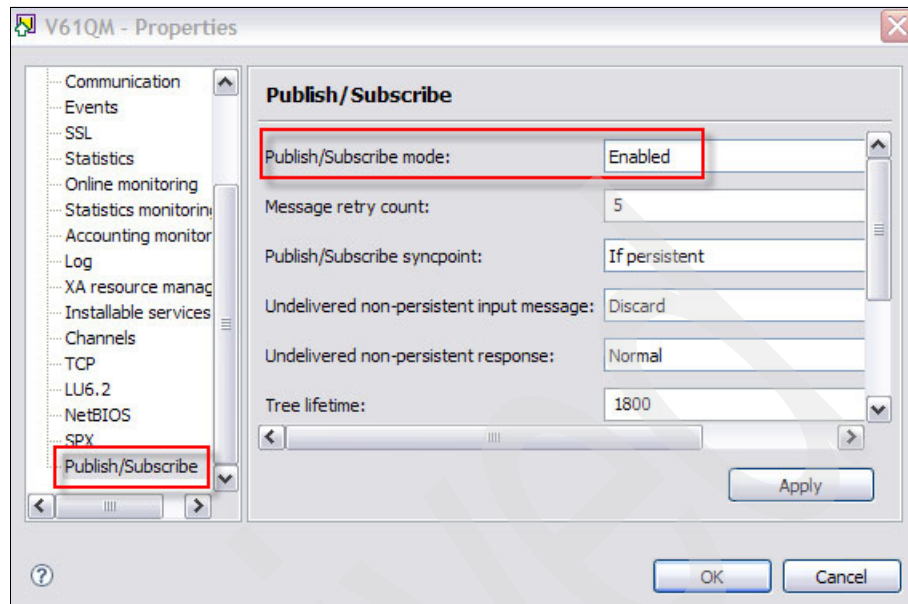 V61QM - Properties
Communication
Events
SSL
Statistics
Online monitoring
Statistics monitorin
Accounting monitor
Log
XA resource manag
Installable services
Channels
TCP
LU6.2
NetBIOS
SPX
Publish/Subscribe
Publish/Subscribe
Publish/Subscribe mode: Enabled
Message retry count: 5
Publish/Subscribe syncpoint: If persistent
Undelivered non-persistent input message: Discard
Undelivered non-persistent response: Normal
Tree lifetime: 1800
Apply
?
OK Cancel